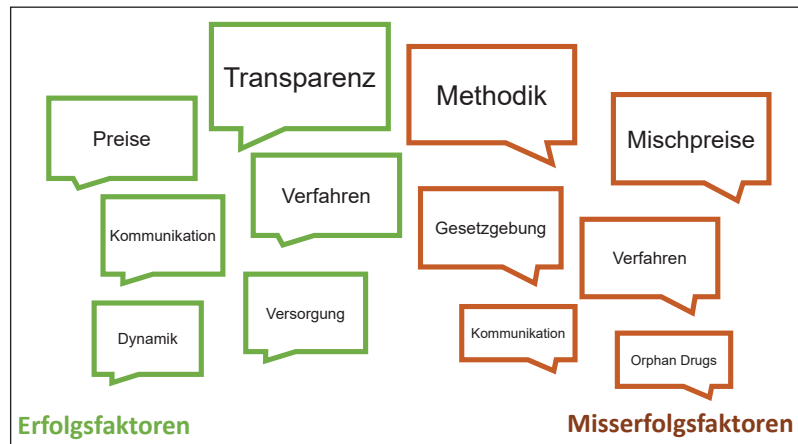 Transparenz
Methodik
Preise
Mischpreise
Verfahren
Kommunikation
Gesetzgebung
Verfahren
Versorgung
Dynamik
Kommunikation
Orphan Drugs
Erfolgsfaktoren
Misserfolgsfaktoren